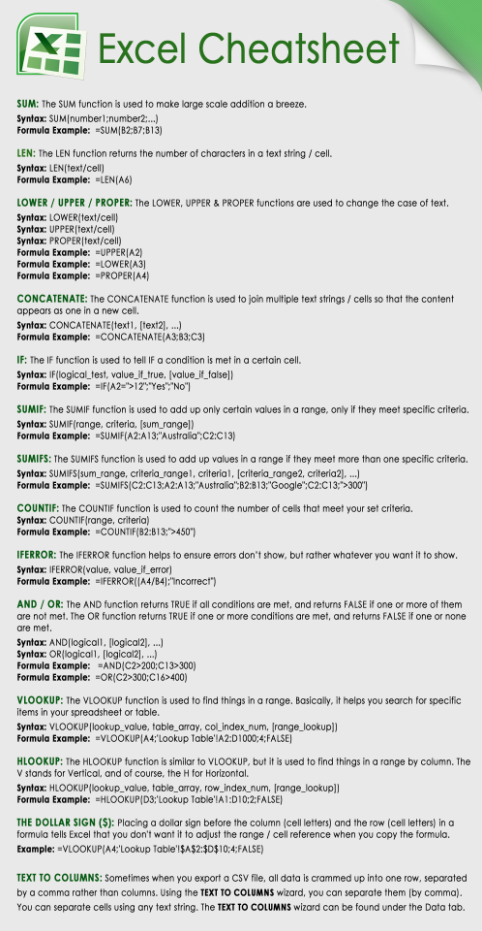 Excel Cheatsheet
SUM: The SUM function is used to make large scale addition a breeze.
Syntax: SUM(number1;number2;...)
Formula Example: =SUM(B2;B7;B13)
LEN: The LEN function returns the number of characters in a text string / cell.
Syntax: LEN(text/cell)
Formula Example: =LEN(A6)
LOWER / UPPER / PROPER: The LOWER, UPPER & PROPER functions are used to change the case of text.
Syntax: LOWER(text/cell)
Syntax: UPPER(text/cell)
Syntax: PROPER(text/cell)
Formula Example: =UPPER(A2)
Formula Example: =LOWER(A3)
Formula Example: =PROPER(A4)
CONCATENATE: The CONCATENATE function is used to join multiple text strings / cells so that the content
appears as one in a new cell.
Syntax: CONCATENATE(text1, [text2], ...)
Formula Example: =CONCATENATE(A3;B3;C3)
IF: The IF function is used to tell IF a condition is met in a certain cell.
Syntax: IF(logical_test, value_if_true, [value_if_false])
Formula Example: =IF(A2=">12";"Yes";"No")
SUMIF: The SUMIF function is used to add up only certain values in a range, only if they meet specific criteria.
Syntax: SUMIF(range, criteria, [sum_range])
Formula Example: =SUMIF(A2:A13;"Australia";C2:C13)
SUMIFS: The SUMIFS function is used to add up values in a range if they meet more than one specific criteria.
Syntax: SUMIFS(sum_range, criteria_range1, criteria1, [criteria_range2, criteria2], ...)
Formula Example: =SUMIFS(C2:C13;A2:A13;"Australia";B2:B13;"Google";C2:C13;">300")
COUNTIF: The COUNTIF function is used to count the number of cells that meet your set criteria.
Syntax: COUNTIF(range, criteria)
Formula Example: =COUNTIF(B2:B13;">450")
IFERROR: The IFERROR function helps to ensure errors don't show, but rather whatever you want it to show.
Syntax: IFERROR(value, value_if_error)
Formula Example: =IFERROR((A4/B4);"Incorrect")
AND / OR: The AND function returns TRUE if all conditions are met, and returns FALSE if one or more of them
are not met. The OR function returns TRUE if one or more conditions are met, and returns FALSE if one or none
are met.
Syntax: AND(logical1, [logical2], ...)
Syntax: OR(logical1, [logical2], ...)
Formula Example: =AND(C2>200;C13>300)
Formula Example: =OR(C2>300;C16>400)
VLOOKUP: The VLOOKUP function is used to find things in a range. Basically, it helps you search for specific
items in your spreadsheet or table.
Syntax: VLOOKUP(lookup_value, table_array, col_index_num, [range_lookup])
Formula Example: =VLOOKUP(A4;'Lookup Table'!A2:D1000;4;FALSE)
HLOOKUP: The HLOOKUP function is similar to VLOOKUP, but it is used to find things in a range by column. The
V stands for Vertical, and of course, the H for Horizontal.
Syntax: HLOOKUP(lookup_value, table_array, row_index_num, [range_lookup])
Formula Example: =HLOOKUP(D3;'Lookup Table'!A1:D10;2;FALSE)
THE DOLLAR SIGN ($): Placing a dollar sign before the column (cell letters) and the row (cell letters) in a
formula tells Excel that you don't want it to adjust the range / cell reference when you copy the formula.
Example: =VLOOKUP(A4;'Lookup Table'!$A$2:$D$10;4;FALSE)
TEXT TO COLUMNS: Sometimes when you export a CSV file, all data is crammed up into one row, separated
by a comma rather than columns. Using the TEXT TO COLUMNS wizard, you can separate them (by comma).
You can separate cells using any text string. The TEXT TO COLUMNS wizard can be found under the Data tab.